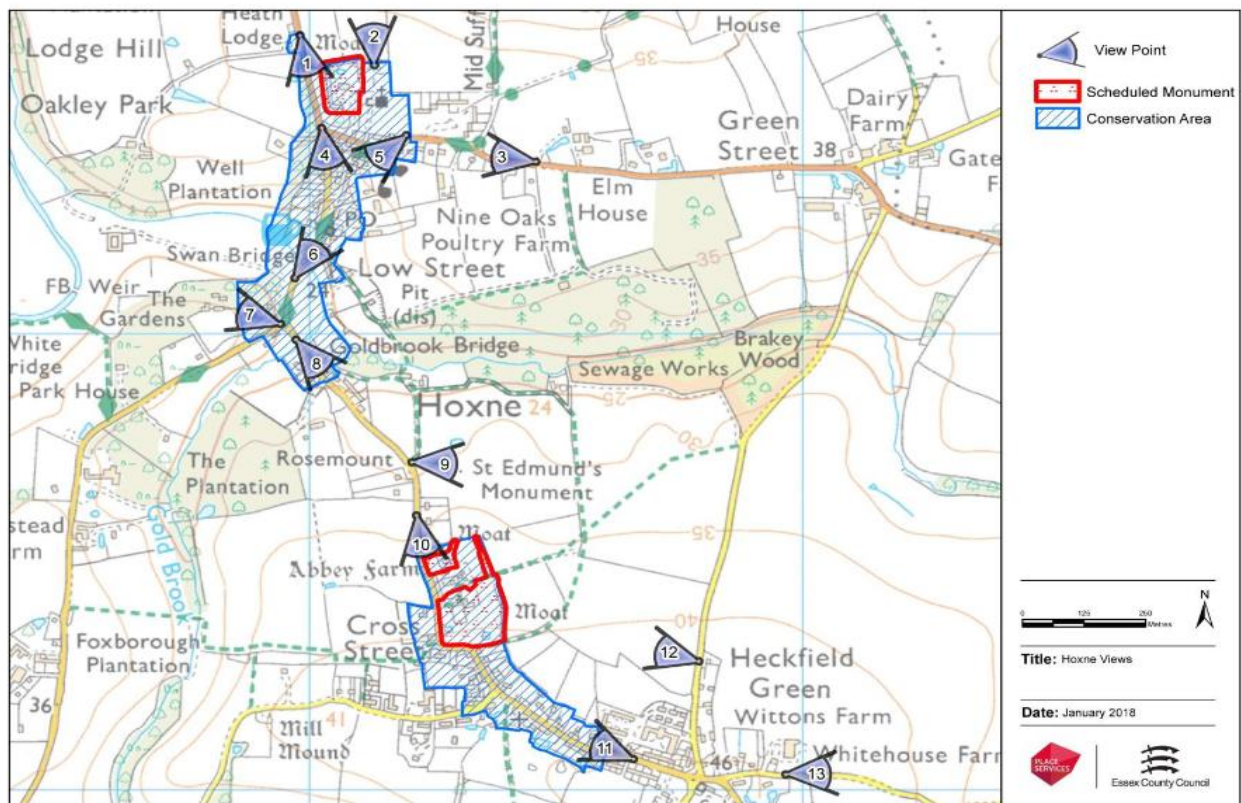 Heath
Lodge
Moat
2
House
Lodge Hill
1
Mid Suff
35
Oakley Park
Dairy
Farm
Green
Street
38
Well
Plantation
4
5
3
Gate
Elm
House
PO
Nine Oaks
Poultry Farm
Swan Bridge
6
Low Street
35
FB
Weir
The
Gardens
Pit
(dis)
30
7
Goldbrook Bridge
Brakey
Wood
Sewage Works
Park House
8
Hoxne
24
25
30
The
Plantation
Rosemount
9
St Edmund's
Monument
Gold Brook
10
Moat
35
Abbey Farm
Moat
Cross
Street
40
Foxborough
Plantation
12
Heckfield
Green
Wittons Farm
36
Mill
Mound
41
11
46
Whitehouse Farm
13
View Point
Scheduled Monument
Conservation Area
0 125 250
Metres
N
Title: Hoxne Views
Date: January 2018
PLACE
SERVICES
Essex County Council